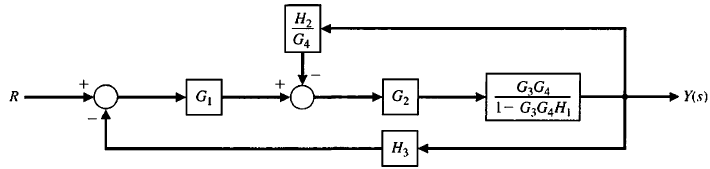 H₂
G₄
R
+
−
G₁
+
−
G₂
G₃G₄
1 − G₃G₄H₁
Y(s)
H₃